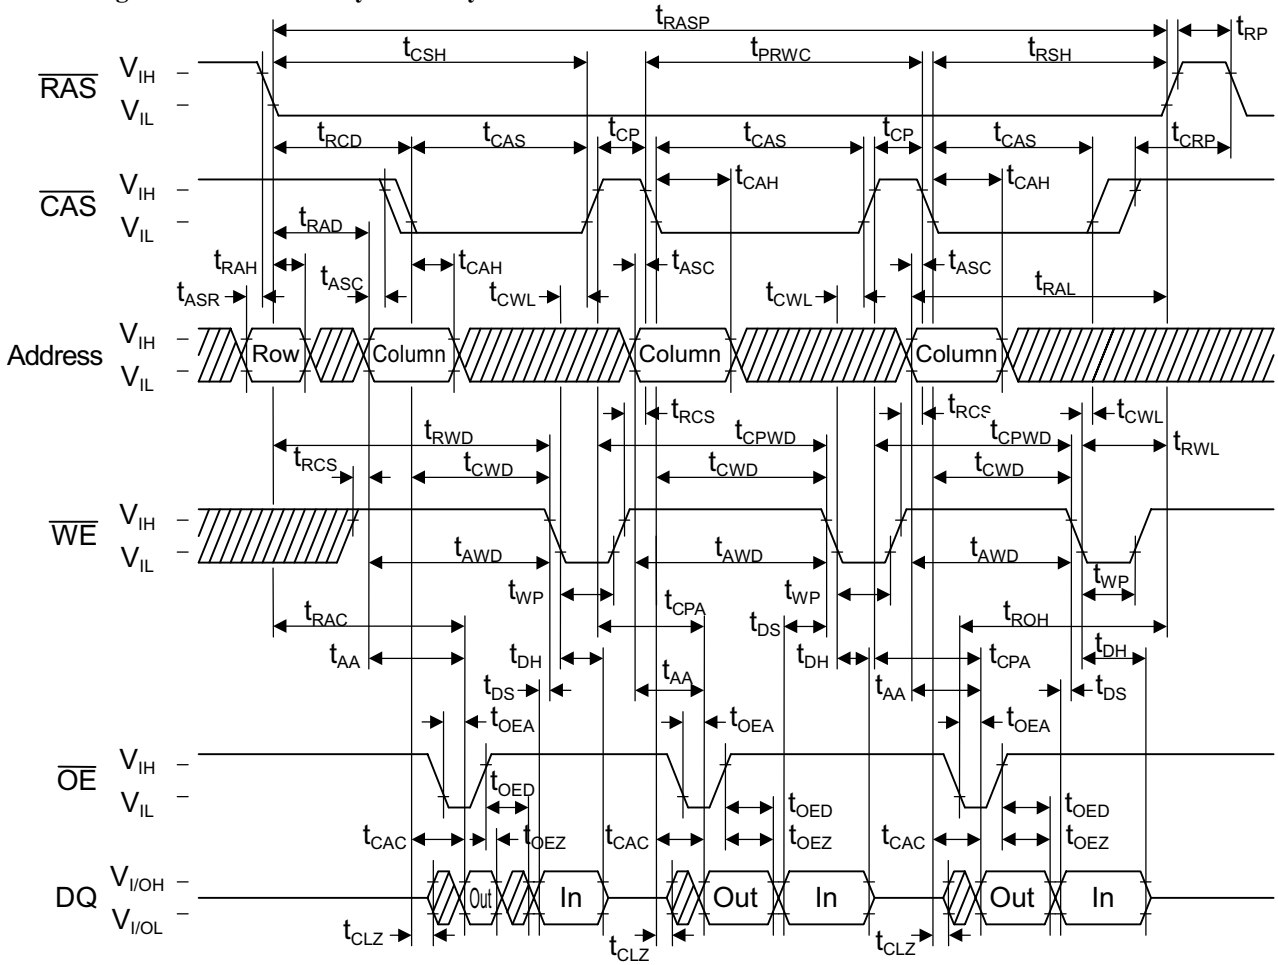 tRASP
tRP
tCSH
tPRWC
tRSH
RAS
VIH
VIL
tRCD
tCAS
tCP
tCAS
tCP
tCAS
tCRP
CAS
VIH
VIL
tCAH
tCAH
tRAD
tRAH
tASC
tCAH
tASC
tASC
tASR
tCWL
tCWL
tRAL
Address
VIH
VIL
Row
Column
Column
Column
tRCS
tRCS
tCWL
tRWD
tCPWD
tCPWD
tRWL
tRCS
tCWD
tCWD
tCWD
WE
VIH
VIL
tAWD
tAWD
tAWD
tWP
tWP
tWP
tRAC
tCPA
tDS
tROH
tAA
tDH
tAA
tDH
tCPA
tDH
tDS
tAA
tDS
tOEA
tOEA
tOEA
OE
VIH
VIL
tOED
tOED
tOED
tCAC
tOEZ
tCAC
tOEZ
tCAC
tOEZ
DQ
VI/OH
VI/OL
Out
In
Out
In
Out
In
tCLZ
tCLZ
tCLZ